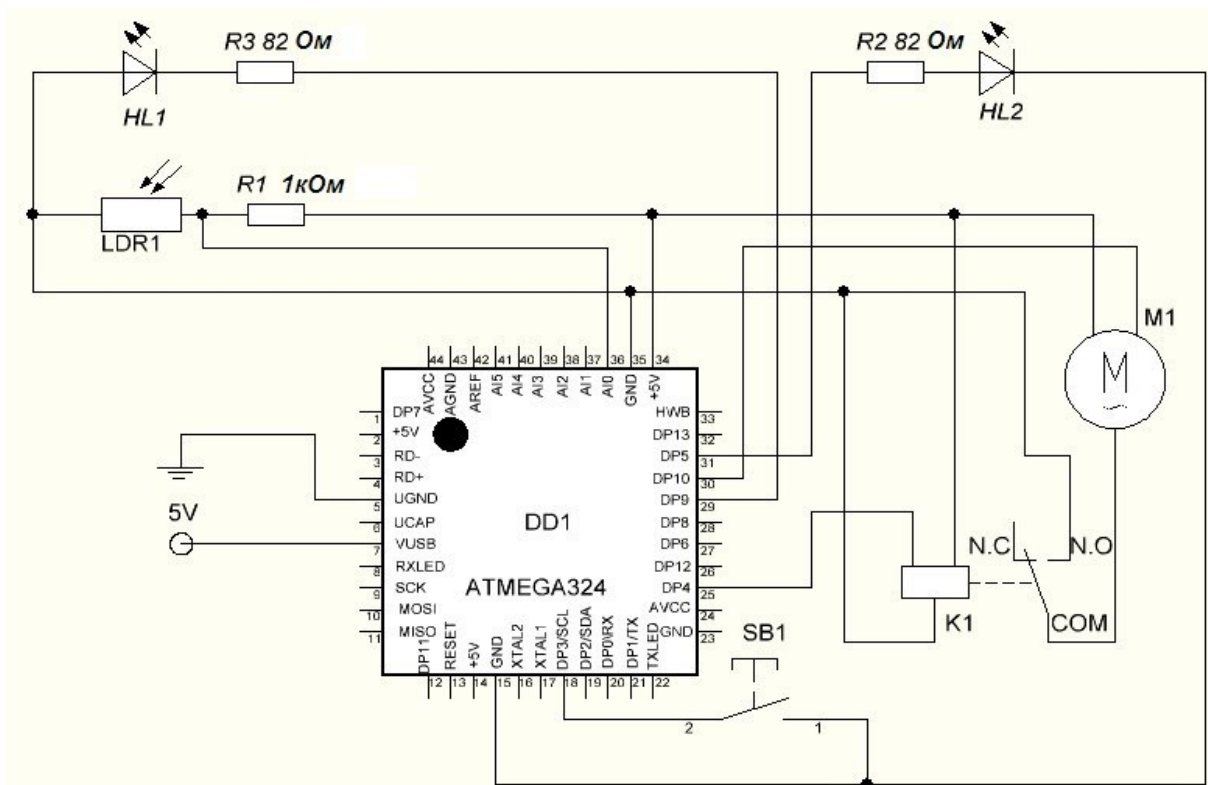 R3 82 Ом
R2 82 Ом
HL1
HL2
R1 1кОм
LDR1
M1
M
44 43 42 41 40 39 38 37 36 35 34
AVCC AGND AREF AI5 AI4 AI3 AI2 AI1 AI0 GND +5V
1 DP7
2 +5V
3 RD-
4 RD+
5 UGND
6 UCAP
7 VUSB
8 RXLED
9 SCK
10 MOSI
11 MISO
5V
DD1
ATMEGA324
HWB 33
DP13 32
DP5 31
DP10 30
DP9 29
DP8 28
DP6 27
DP12 26
DP4 25
AVCC 24
GND 23
DP11 RESET +5V GND XTAL2 XTAL1 DP3/SCL DP2/SDA DP0\RX DP1/TX TXLED
12 13 14 15 16 17 18 19 20 21 22
N.C N.O
K1
COM
SB1
2 1